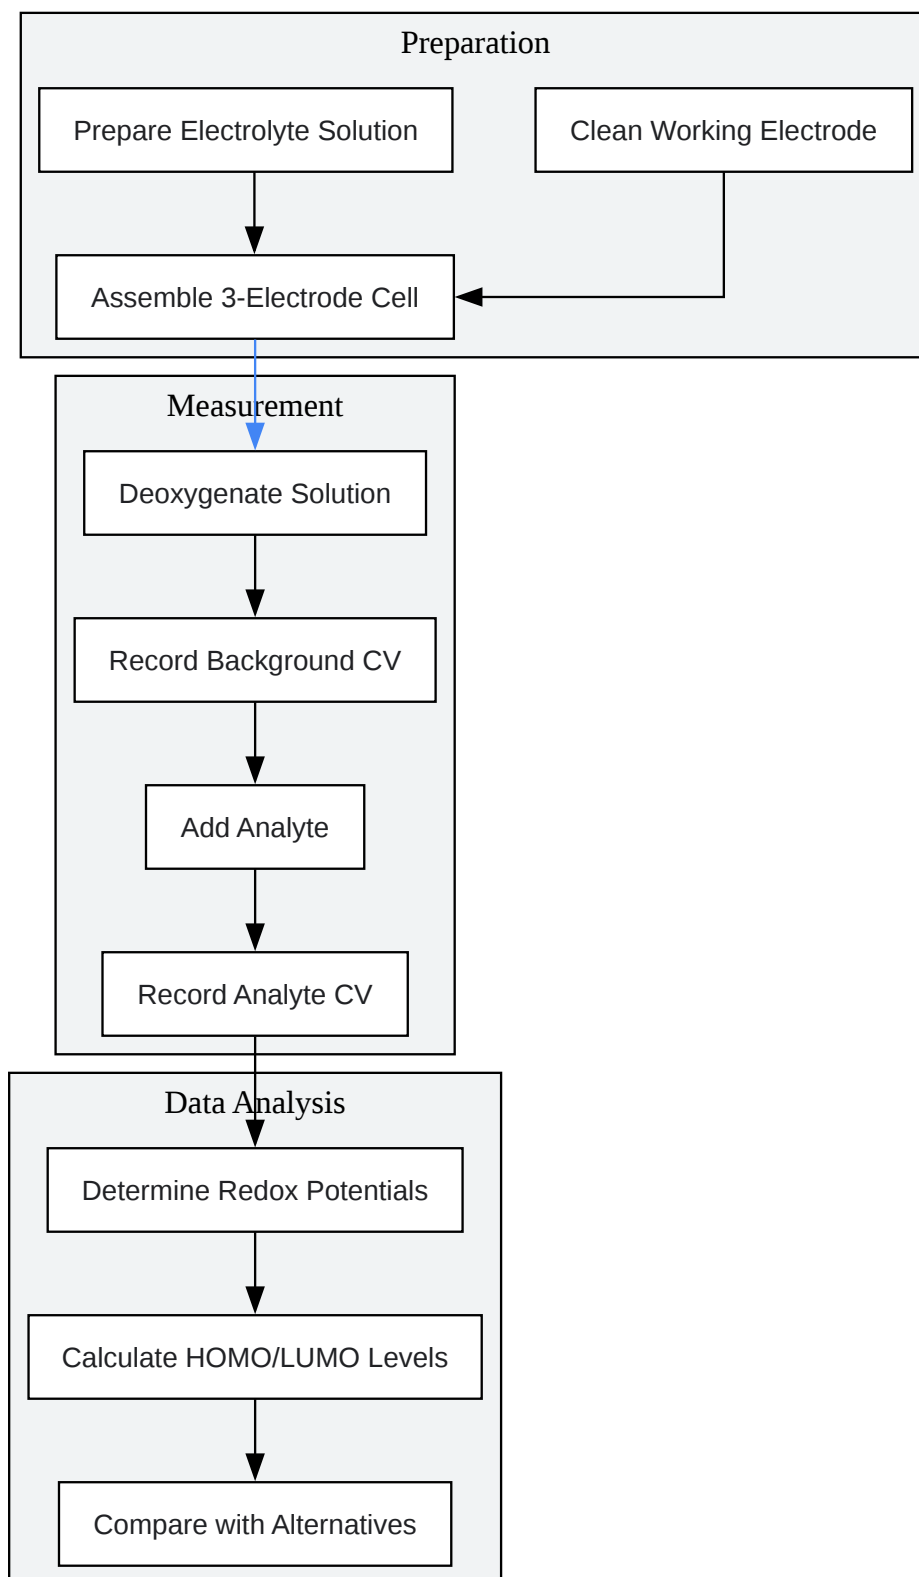 Preparation
Prepare Electrolyte Solution
Clean Working Electrode
Assemble 3-Electrode Cell
Measurement
Deoxygenate Solution
Record Background CV
Add Analyte
Record Analyte CV
Data Analysis
Determine Redox Potentials
Calculate HOMO/LUMO Levels
Compare with Alternatives